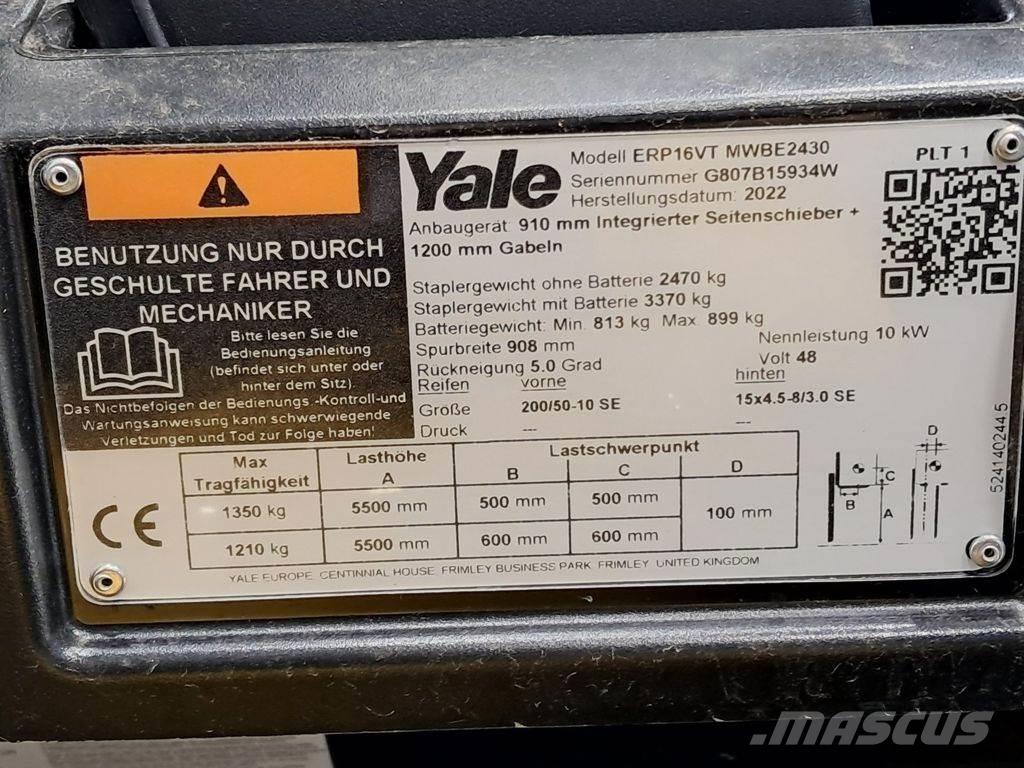 BENUTZUNG NUR DURCH
GESCHULTE FAHRER UND
MECHANIKER
Bitte lesen Sie die
Bedienungsanleitung
(befindet sich unter oder
hinter dem Sitz).
Das Nichtbefolgen der Bedienungs.-Kontroll-und
Wartungsanweisung kann schwerwiegende
Verletzungen und Tod zur Folge haben!
Yale
Modell ERP16VT MWBE2430
Seriennummer G807B15934W
Herstellungsdatum: 2022
PLT 1
Anbaugerät: 910 mm Integrierter Seitenschieber +
1200 mm Gabeln
Staplergewicht ohne Batterie 2470 kg
Staplergewicht mit Batterie 3370 kg
Batteriegewicht: Min. 813 kg Max 899 kg
Spurbreite 908 mm Nennleistung 10 kW
Rückneigung 5.0 Grad Volt 48
Reifen vorne hinten
Größe 200/50-10 SE 15x4.5-8/3.0 SE
Druck --- ---
Max Tragfähigkeit Lasthöhe A Lastschwerpunkt
B C D
1350 kg 5500 mm 500 mm 500 mm 100 mm
1210 kg 5500 mm 600 mm 600 mm
B C A D
524140244 5
CE
YALE EUROPE, CENTINNIAL HOUSE, FRIMLEY BUSINESS PARK, FRIMLEY, UNITED KINGDOM
MASCUS